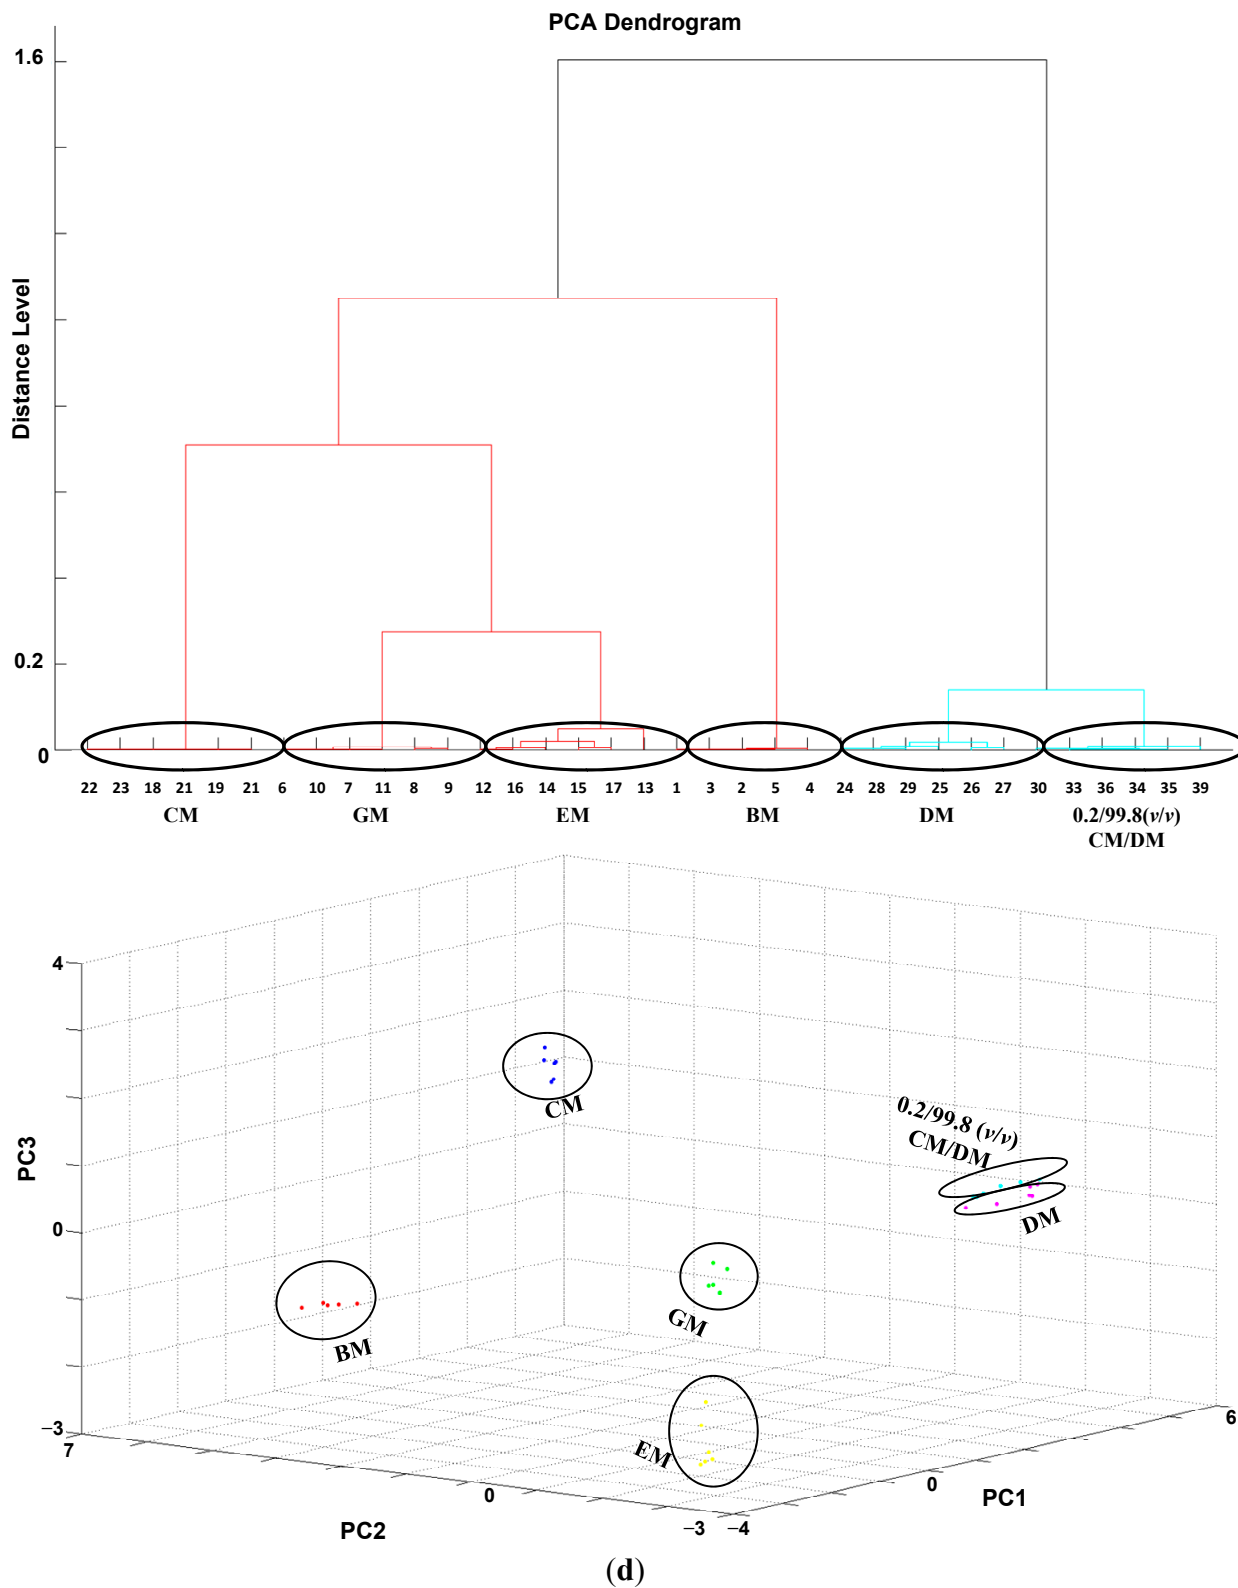 PCA Dendrogram
1.6
Distance Level
0.2
0
22 23 18 21 19 21 6 10 7 11 8 9 12 16 14 15 17 13 1 3 2 5 4 24 28 29 25 26 27 30 33 36 34 35 39
CM GM EM BM DM 0.2/99.8(v/v)
CM/DM
4
CM
0.2/99.8 (v/v)
CM/DM
PC3
DM
0
GM
BM
EM
−3
7
6
0
0
PC1
PC2
−3 −4
(d)